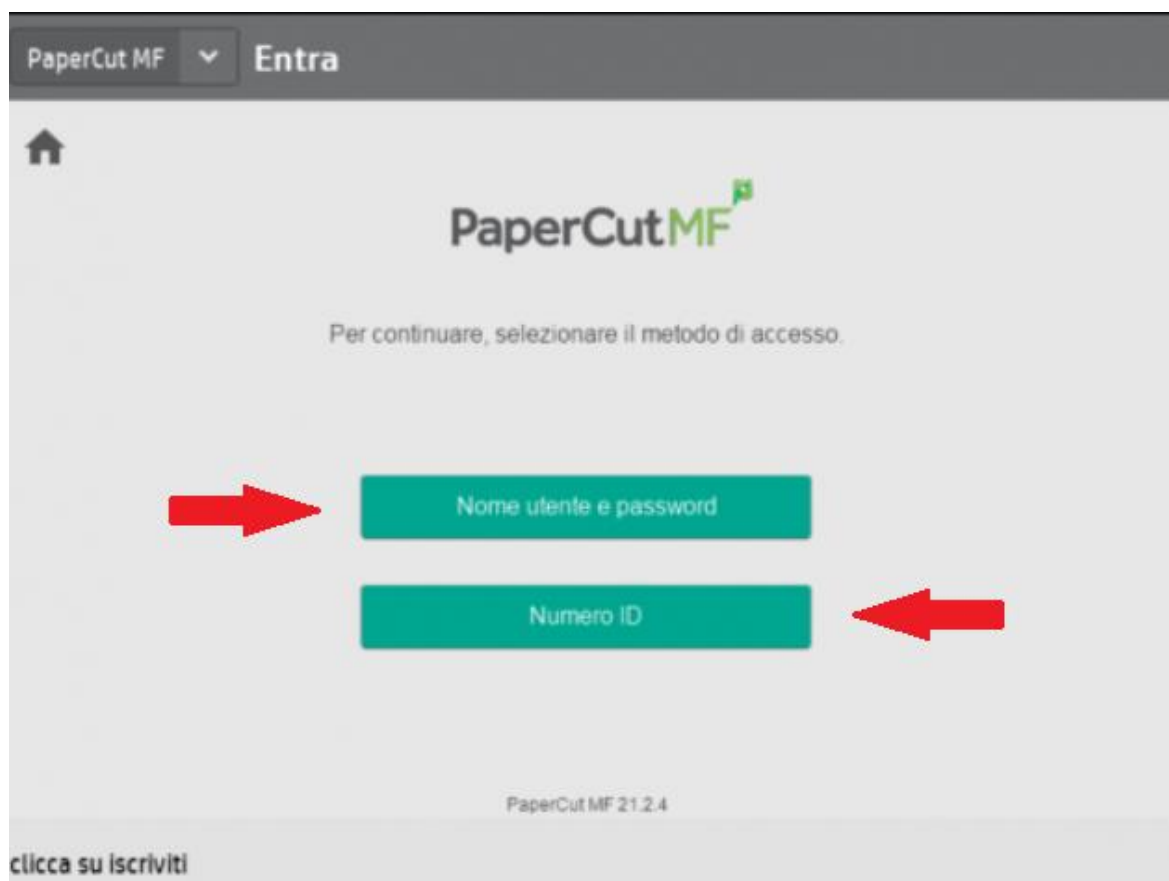 PaperCut MF Entra
PaperCutMF
Per continuare, selezionare il metodo di accesso.
Nome utente e password
Numero ID
PaperCut MF 21.2.4
clicca su iscriviti